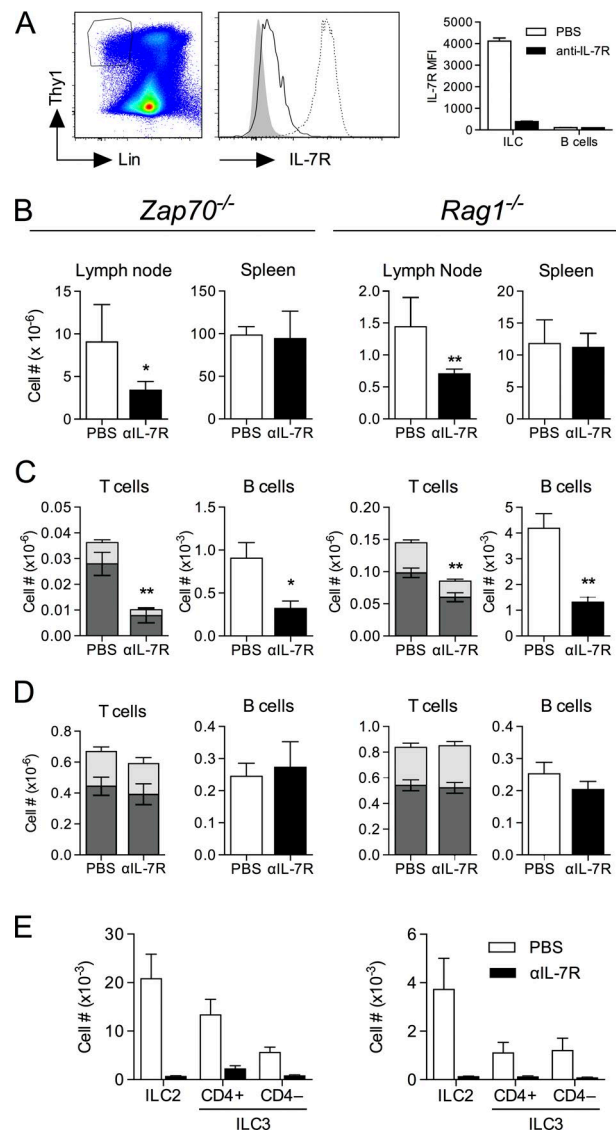 A
Thy1
Lin
IL-7R
IL-7R MFI
5000
4000
3000
2000
1000
0
PBS
anti-IL-7R
ILC
B cells
Zap70-/-
Rag1-/-
B
Lymph node
Spleen
Lymph Node
Spleen
Cell # (x 10-6)
15
10
5
0
*
PBS αIL-7R
150
100
50
0
PBS αIL-7R
2.0
1.5
1.0
0.5
0.0
**
PBS αIL-7R
20
15
10
5
0
PBS αIL-7R
C
T cells
B cells
T cells
B cells
Cell # (x10-6)
0.05
0.04
0.03
0.02
0.01
0.00
**
PBS αIL-7R
Cell # (x10-3)
1.5
1.0
0.5
0.0
*
PBS αIL-7R
Cell # (x10-6)
0.20
0.15
0.10
0.05
0.00
**
PBS αIL-7R
Cell # (x10-3)
5
4
3
2
1
0
**
PBS αIL-7R
D
T cells
B cells
T cells
B cells
Cell # (x10-6)
0.8
0.6
0.4
0.2
0.0
PBS αIL-7R
0.4
0.3
0.2
0.1
0.0
PBS αIL-7R
1.0
0.8
0.6
0.4
0.2
0.0
PBS αIL-7R
0.4
0.3
0.2
0.1
0.0
PBS αIL-7R
E
Cell # (x10-3)
30
20
10
0
ILC2
CD4+
CD4–
ILC3
Cell # (x10-3)
6
4
2
0
PBS
αIL-7R
ILC2
CD4+
CD4–
ILC3